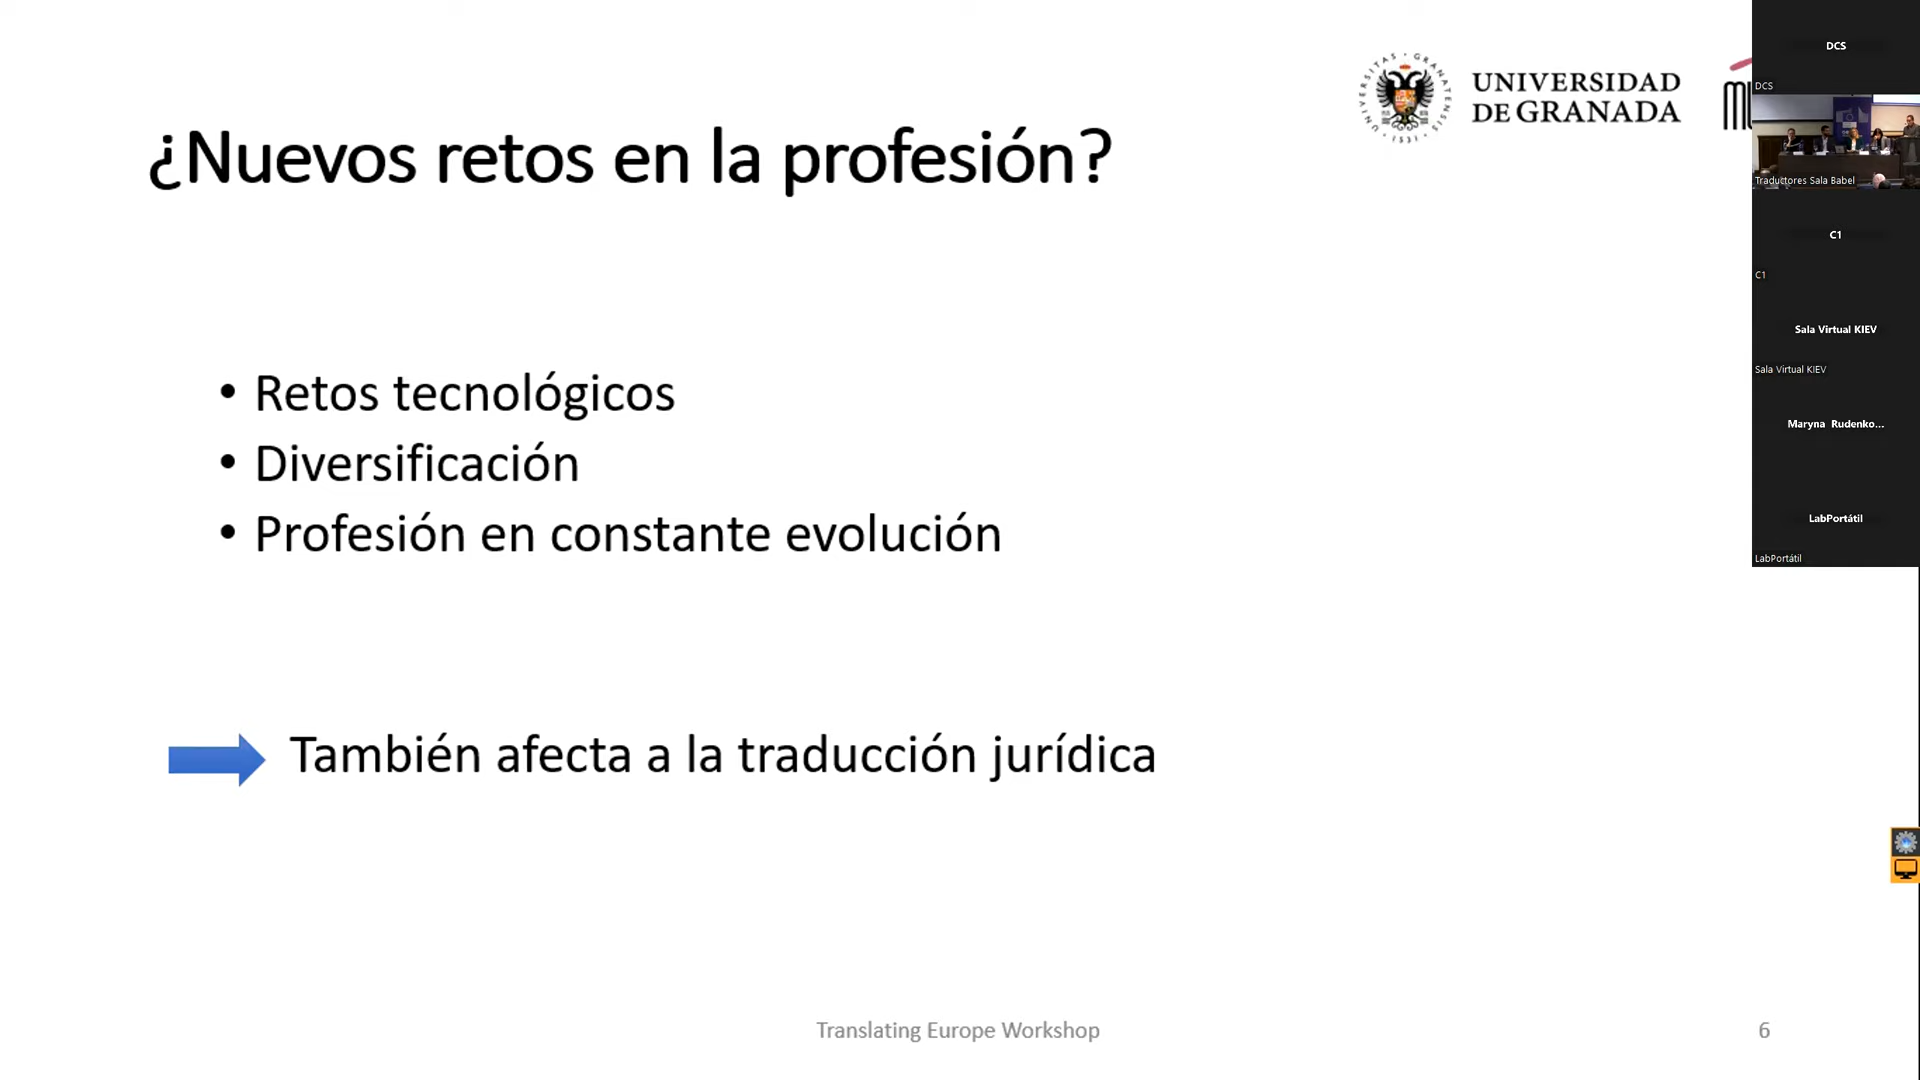 ¿Nuevos retos en la profesión?
UNIVERSIDAD
DE GRANADA
• Retos tecnológicos
• Diversificación
• Profesión en constante evolución
También afecta a la traducción jurídica
Translating Europe Workshop
6
DCS
DCS
Traductores Sala Babel
C1
C1
Sala Virtual KIEV
Sala Virtual KIEV
Maryna Rudenko...
LabPortátil
LabPortátil